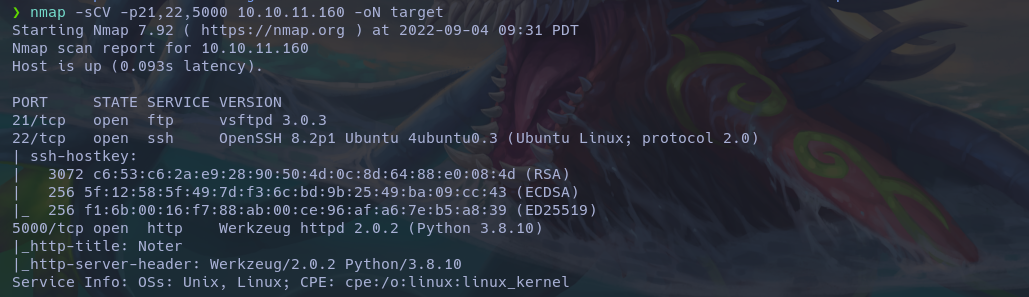 ❯ nmap -sCV -p21,22,5000 10.10.11.160 -oN target
Starting Nmap 7.92 ( https://nmap.org ) at 2022-09-04 09:31 PDT
Nmap scan report for 10.10.11.160
Host is up (0.093s latency).
PORT     STATE SERVICE VERSION
21/tcp   open  ftp     vsftpd 3.0.3
22/tcp   open  ssh     OpenSSH 8.2p1 Ubuntu 4ubuntu0.3 (Ubuntu Linux; protocol 2.0)
| ssh-hostkey:
|   3072 c6:53:c6:2a:e9:28:90:50:4d:0c:8d:64:88:e0:08:4d (RSA)
|   256 5f:12:58:5f:49:7d:f3:6c:bd:9b:25:49:ba:09:cc:43 (ECDSA)
|_  256 f1:6b:00:16:f7:88:ab:00:ce:96:af:a6:7e:b5:a8:39 (ED25519)
5000/tcp open  http    Werkzeug httpd 2.0.2 (Python 3.8.10)
|_http-title: Noter
|_http-server-header: Werkzeug/2.0.2 Python/3.8.10
Service Info: OSs: Unix, Linux; CPE: cpe:/o:linux:linux_kernel